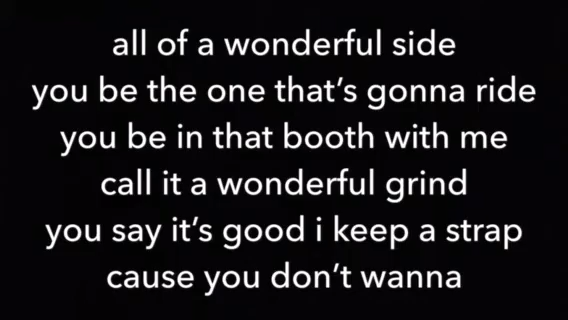 all of a wonderful side
you be the one that’s gonna ride
you be in that booth with me
call it a wonderful grind
you say it’s good i keep a strap
cause you don’t wanna